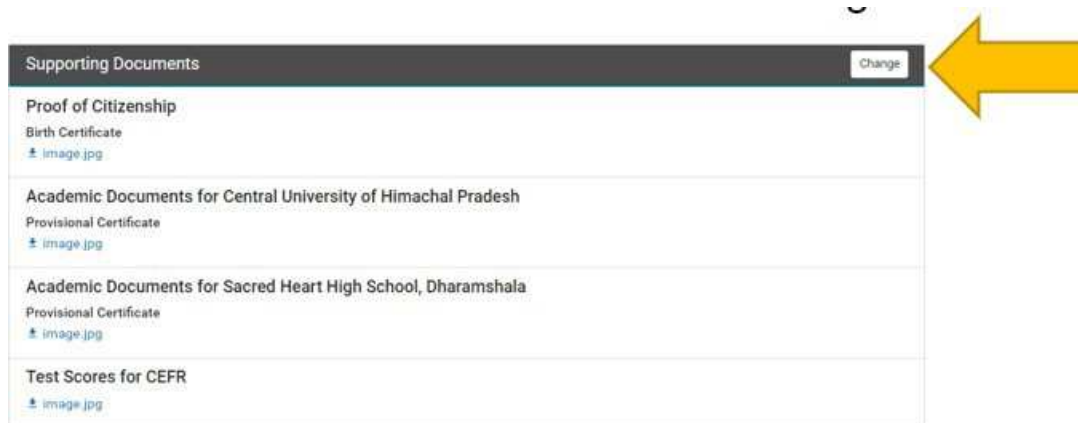 Supporting Documents Change
Proof of Citizenship
Birth Certificate
image.jpg
Academic Documents for Central University of Himachal Pradesh
Provisional Certificate
image.jpg
Academic Documents for Sacred Heart High School, Dharamshala
Provisional Certificate
image.jpg
Test Scores for CEFR
image.jpg